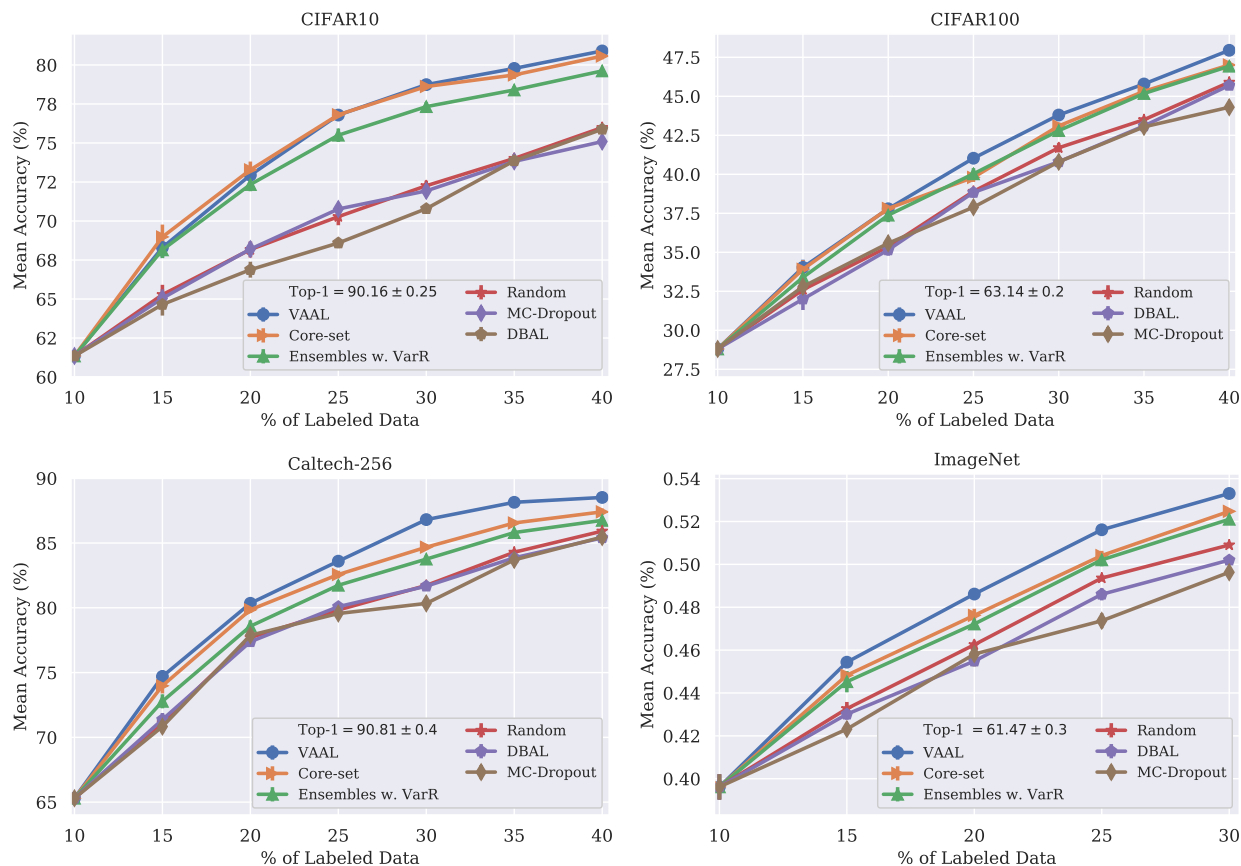 CIFAR10
80
78
75
72
70
68
65
62
60
Mean Accuracy (%)
Top-1 = 90.16 ± 0.25
VAAL
Core-set
Ensembles w. VarR
Random
MC-Dropout
DBAL
10 15 20 25 30 35 40
% of Labeled Data
CIFAR100
47.5
45.0
42.5
40.0
37.5
35.0
32.5
30.0
27.5
Mean Accuracy (%)
Top-1 = 63.14 ± 0.2
VAAL
Core-set
Ensembles w. VarR
Random
DBAL.
MC-Dropout
10 15 20 25 30 35 40
% of Labeled Data
Caltech-256
90
85
80
75
70
65
Mean Accuracy (%)
Top-1 = 90.81 ± 0.4
VAAL
Core-set
Ensembles w. VarR
Random
DBAL
MC-Dropout
10 15 20 25 30 35 40
% of Labeled Data
ImageNet
0.54
0.52
0.50
0.48
0.46
0.44
0.42
0.40
Mean Accuracy (%)
Top-1 = 61.47 ± 0.3
VAAL
Core-set
Ensembles w. VarR
Random
DBAL
MC-Dropout
10 15 20 25 30
% of Labeled Data